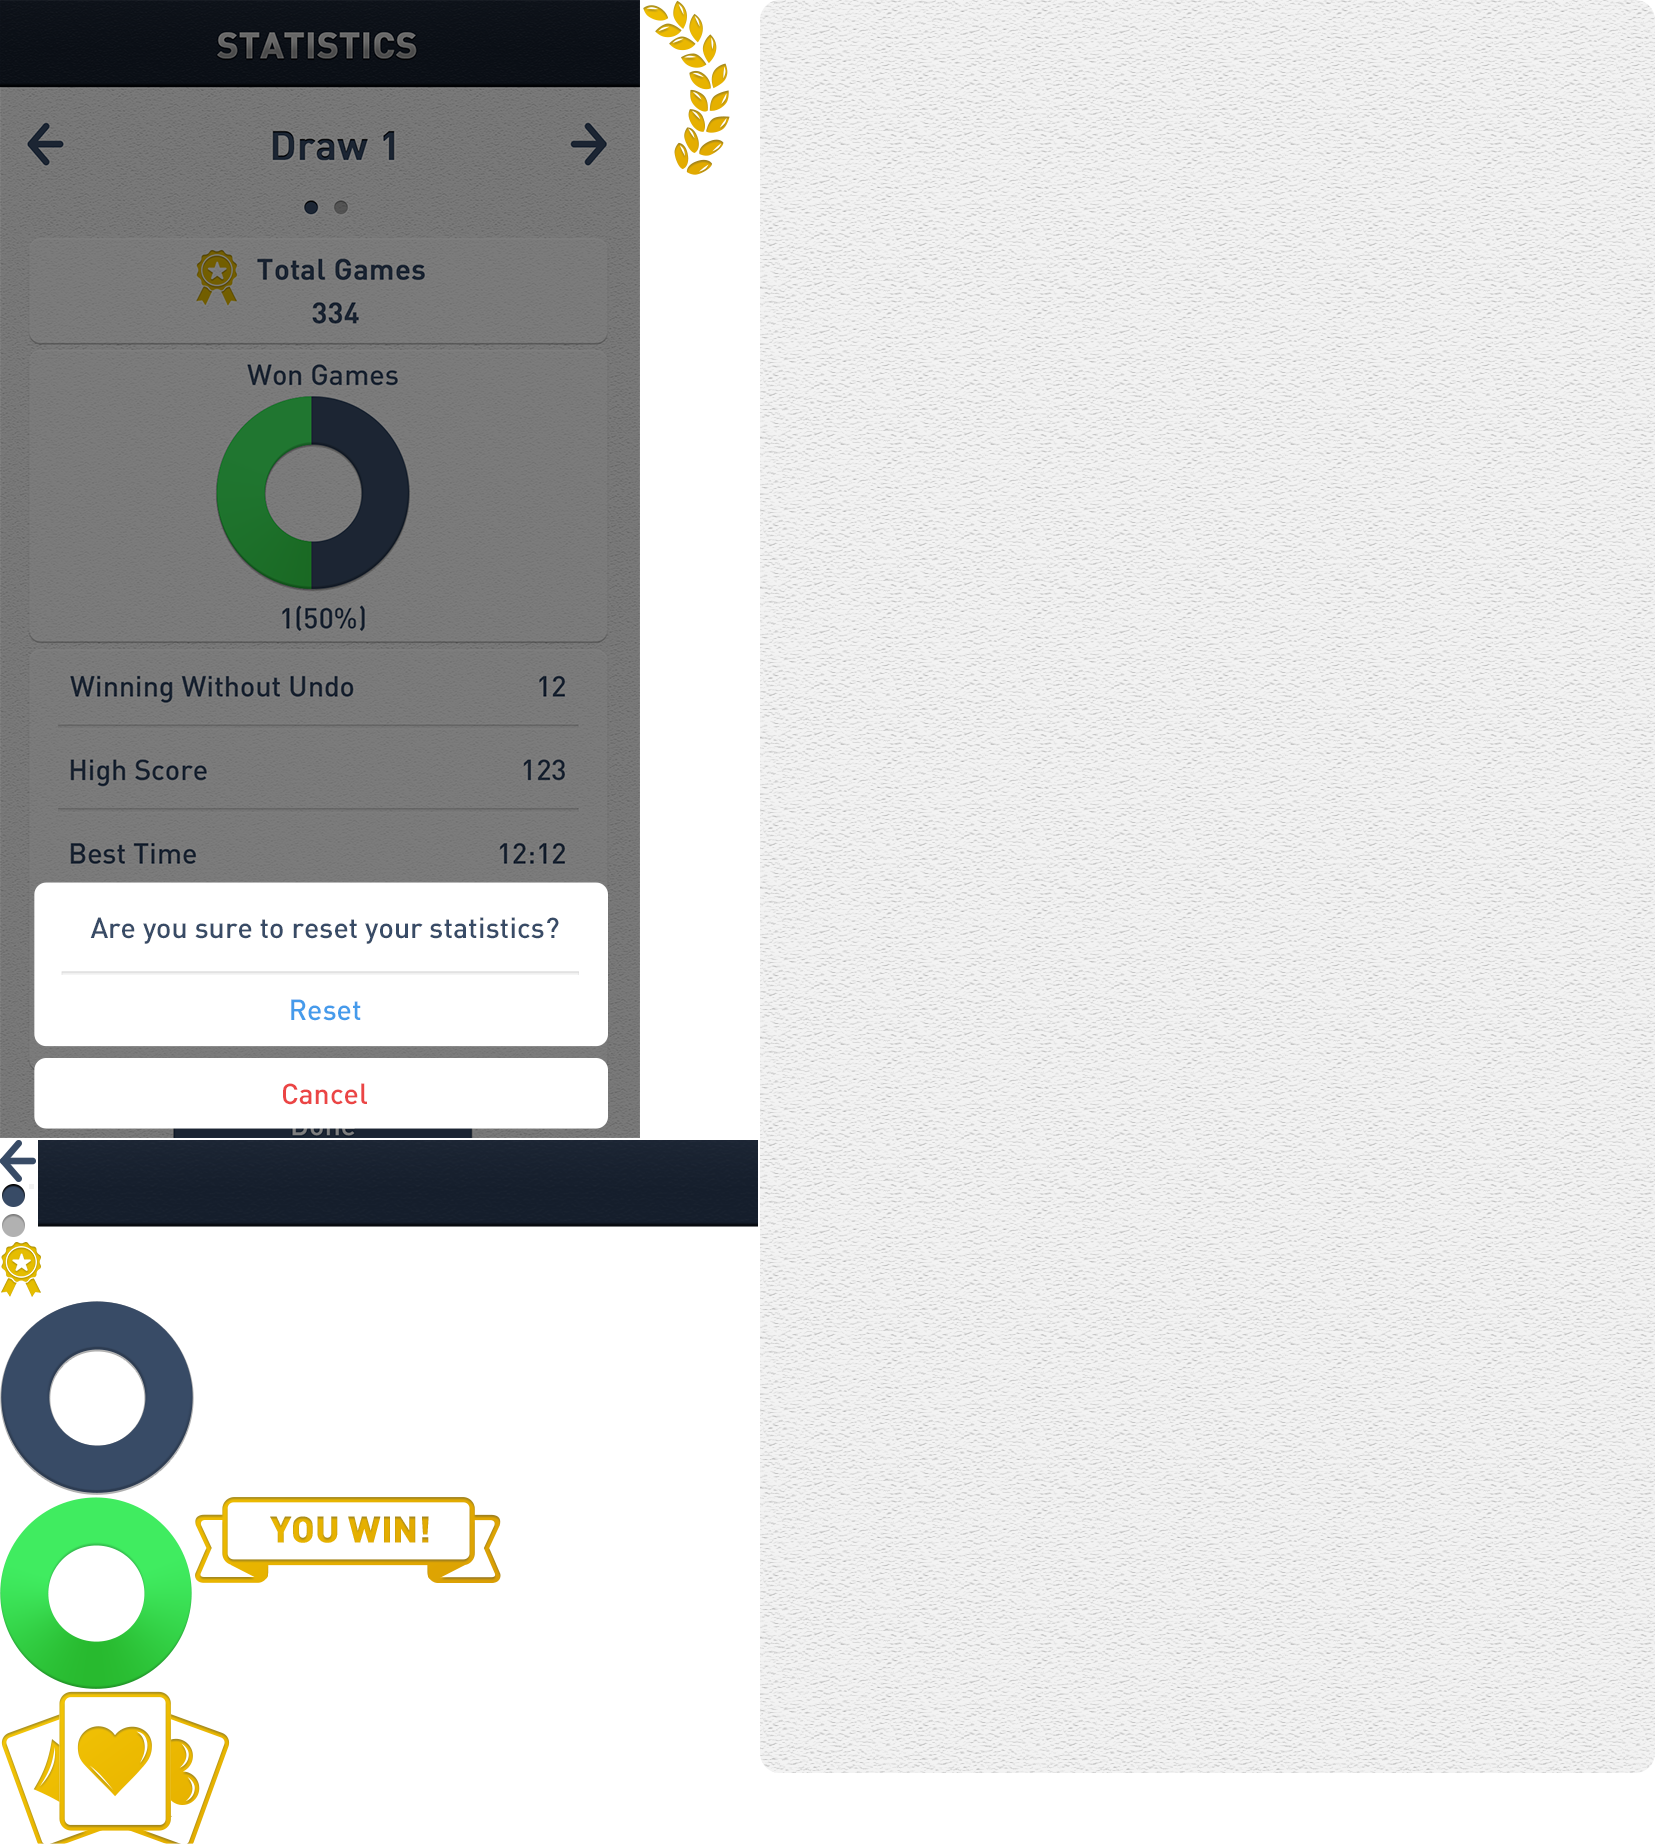 STATISTICS
Draw 1
Total Games
334
Won Games
1(50%)
Winning Without Undo 12
High Score 123
Best Time 12:12
Are you sure to reset your statistics?
Reset
Cancel
Done
YOU WIN!